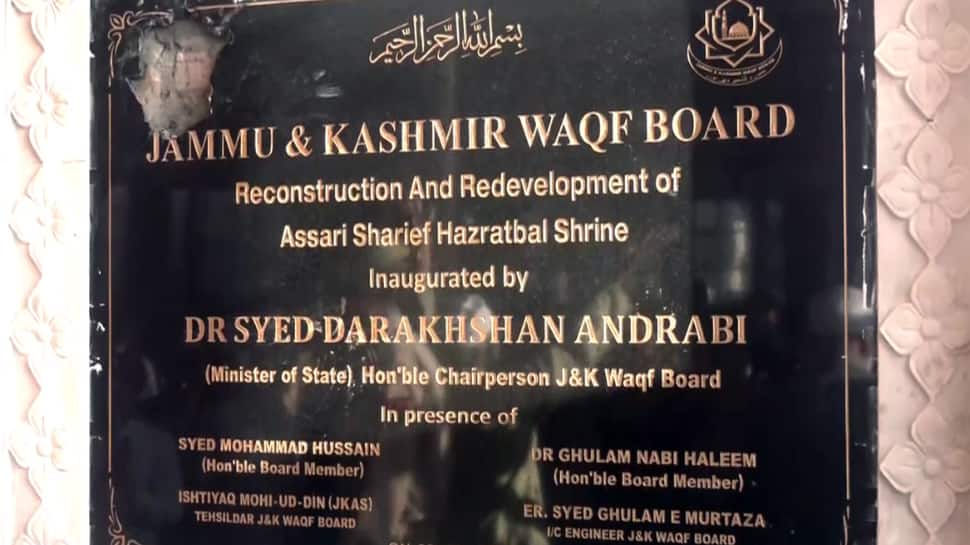 بسم الله الرحمن الرحيم
JAMMU & KASHMIR WAQF BOARD
Reconstruction And Redevelopment of
Assari Sharief Hazratbal Shrine
Inaugurated by
DR SYED DARAKHSHAN ANDRABI
(Minister of State) Hon'ble Chairperson J&K Waqf Board
In presence of
SYED MOHAMMAD HUSSAIN
(Hon'ble Board Member)
DR GHULAM NABI HALEEM
(Hon'ble Board Member)
ISHTIYAQ MOHI-UD-DIN (JKAS)
TEHSILDAR J&K WAQF BOARD
ER. SYED GHULAM E MURTAZA
I/C ENGINEER J&K WAQF BOARD